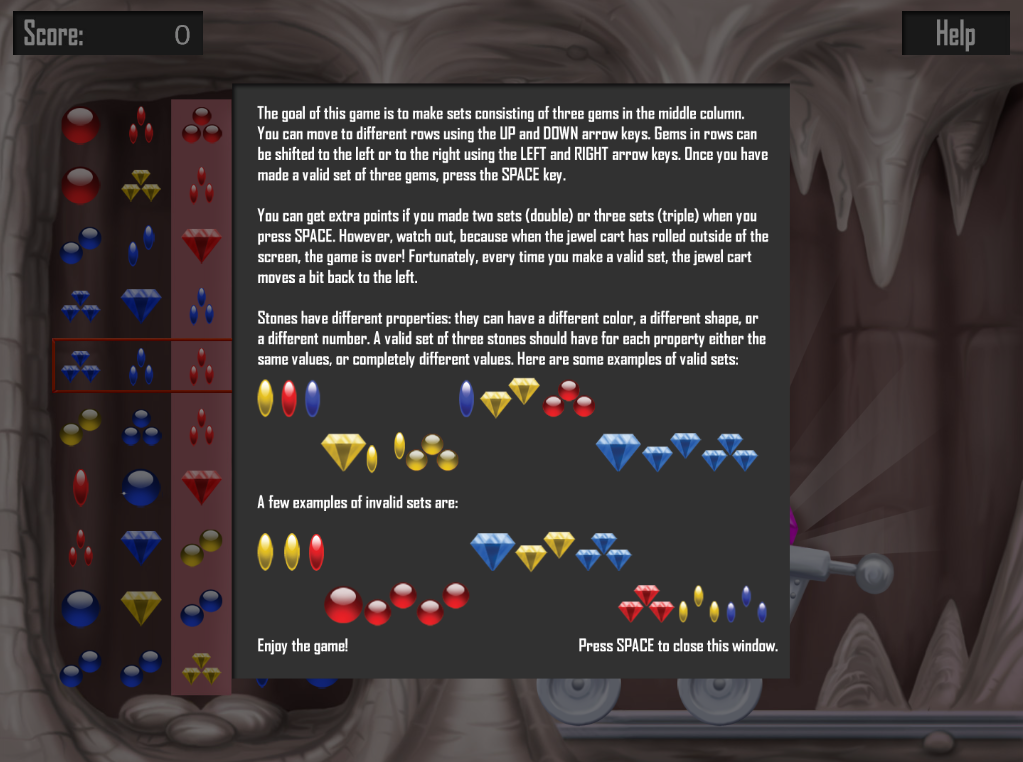 Score: 0
Help
The goal of this game is to make sets consisting of three gems in the middle column.
You can move to different rows using the UP and DOWN arrow keys. Gems in rows can
be shifted to the left or to the right using the LEFT and RIGHT arrow keys. Once you have
made a valid set of three gems, press the SPACE key.
You can get extra points if you made two sets (double) or three sets (triple) when you
press SPACE. However, watch out, because when the jewel cart has rolled outside of the
screen, the game is over! Fortunately, every time you make a valid set, the jewel cart
moves a bit back to the left.
Stones have different properties: they can have a different color, a different shape, or
a different number. A valid set of three stones should have for each property either the
same values, or completely different values. Here are some examples of valid sets:
A few examples of invalid sets are:
Enjoy the game!
Press SPACE to close this window.